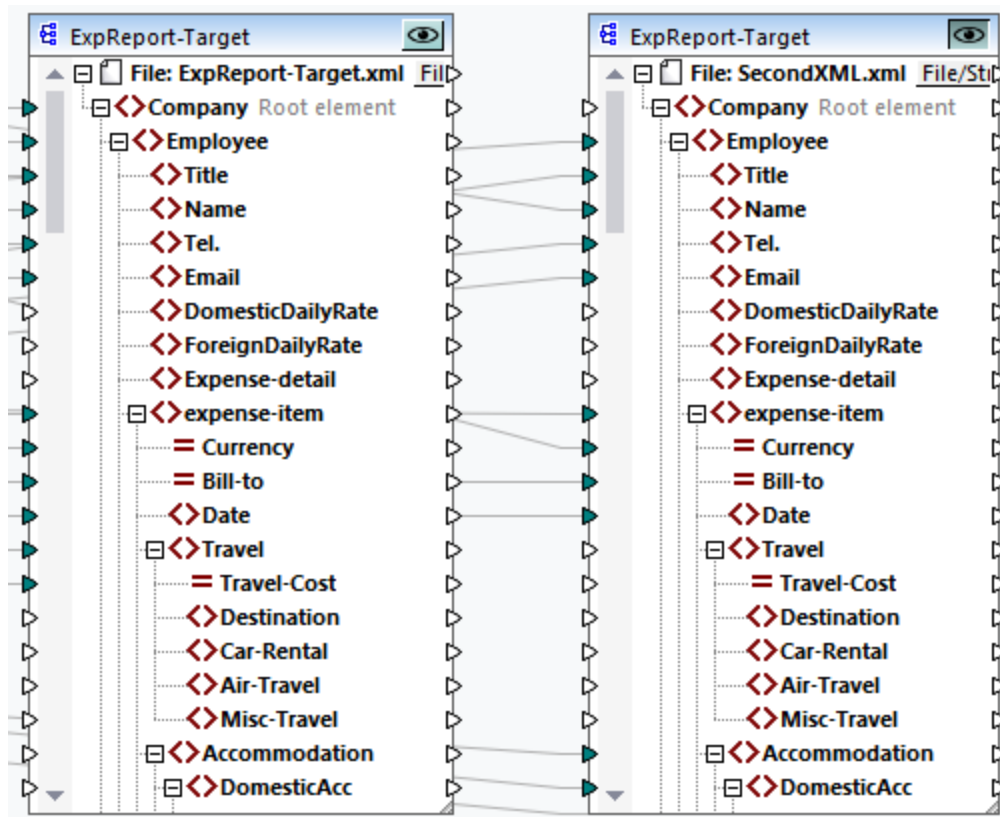 ExpReport-Target
File: ExpReport-Target.xml Fil
Company Root element
Employee
Title
Name
Tel.
Email
DomesticDailyRate
ForeignDailyRate
Expense-detail
expense-item
Currency
Bill-to
Date
Travel
Travel-Cost
Destination
Car-Rental
Air-Travel
Misc-Travel
Accommodation
DomesticAcc
ExpReport-Target
File: SecondXML.xml File/Stri
Company Root element
Employee
Title
Name
Tel.
Email
DomesticDailyRate
ForeignDailyRate
Expense-detail
expense-item
Currency
Bill-to
Date
Travel
Travel-Cost
Destination
Car-Rental
Air-Travel
Misc-Travel
Accommodation
DomesticAcc